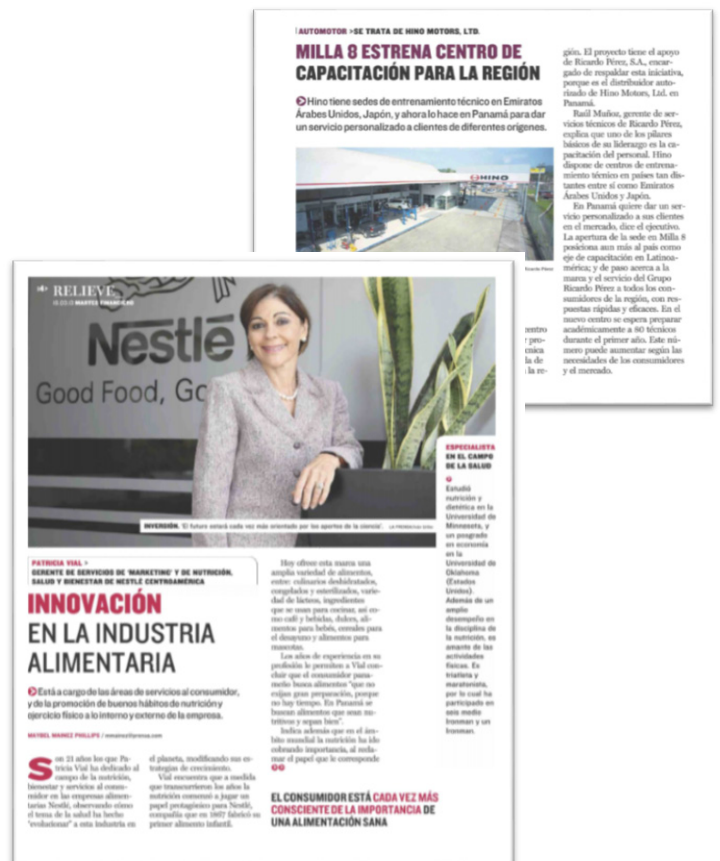 AUTOMOTOR >SE TRATA DE HINO MOTORS, LTD.
MILLA 8 ESTRENA CENTRO DE
CAPACITACIÓN PARA LA REGIÓN
Hino tiene sedes de entrenamiento técnico en Emiratos
Árabes Unidos, Japón, y ahora lo hace en Panamá para dar
un servicio personalizado a clientes de diferentes orígenes.
HINO
gión. El proyecto tiene el apoyo
de Ricardo Pérez, S.A., encar-
gado de respaldar esta iniciativa,
porque es el distribuidor auto-
rizado de Hino Motors, Ltd. en
Panamá.
Raúl Muñoz, gerente de ser-
vicios técnicos de Ricardo Pérez,
explica que uno de los pilares
básicos de su liderazgo es la ca-
pacitación del personal. Hino
dispone de centros de entrena-
miento técnico en países tan dis-
tantes entre sí como Emiratos
Árabes Unidos y Japón.
En Panamá quiere dar un ser-
vicio personalizado a sus clientes
en el mercado, dice el ejecutivo.
La apertura de la sede en Milla 8
posiciona aun más al país como
eje de capacitación en Latinoa-
mérica; y de paso acerca a la
marca y el servicio del Grupo
Ricardo Pérez a todos los con-
sumidores de la región, con res-
puestas rápidas y eficaces. En el
nuevo centro se espera preparar
académicamente a 80 técnicos
durante el primer año. Este nú-
mero puede aumentar según las
necesidades de los consumidores
y el mercado.
centro
pro-
cnica
la de
la re-
RELIEVE
MARTES FINANCIERO
Nestlé
Good Food, Go
INVERSIÓN. 'El futuro estará cada vez más orientado por los aportes de la ciencia'.
PATRICIA VIAL >
GERENTE DE SERVICIOS DE 'MARKETING' Y DE NUTRICIÓN,
SALUD Y BIENESTAR DE NESTLÉ CENTROAMÉRICA
INNOVACIÓN
EN LA INDUSTRIA
ALIMENTARIA
Está a cargo de las áreas de servicios al consumidor,
y de la promoción de buenos hábitos de nutrición y
ejercicio físico a lo interno y externo de la empresa.
Son 21 años los que Pa-
tricia Vial ha dedicado al
campo de la nutrición,
bienestar y servicios al consu-
midor en las empresas alimen-
tarias Nestlé, observando cómo
el tema de la salud ha hecho
"evolucionar" a esta industria en
el planeta, modificando sus es-
trategias de crecimiento.
Vial encuentra que a medida
que transcurrieron los años la
nutrición comenzó a jugar un
papel protagónico para Nestlé,
compañía que en 1867 fabricó su
primer alimento infantil.
Hoy ofrece esta marca una
amplia variedad de alimentos,
entre: culinarios deshidratados,
congelados y esterilizados, varie-
dad de lácteos, ingredientes
que se usan para cocinar, así co-
mo café y bebidas, dulces, ali-
mentos para bebés, cereales para
el desayuno y alimentos para
mascotas.
Los años de experiencia en su
profesión le permiten a Vial con-
cluir que el consumidor pana-
meño busca alimentos "que no
exijan gran preparación, porque
no hay tiempo. En Panamá se
buscan alimentos que sean nu-
tritivos y sepan bien".
Indica además que en el ám-
bito mundial la nutrición ha ido
cobrando importancia, al recla-
mar el papel que le corresponde
EL CONSUMIDOR ESTÁ CADA VEZ MÁS
CONSCIENTE DE LA IMPORTANCIA DE
UNA ALIMENTACIÓN SANA
ESPECIALISTA
EN EL CAMPO
DE LA SALUD
Estudió
nutrición y
dietética en la
Universidad de
Minnesota, y
un posgrado
en economía
en la
Universidad de
Oklahoma
(Estados
Unidos).
Además de un
amplio
desempeño en
la disciplina de
la nutrición, es
amante de las
actividades
físicas. Es
triatleta y
maratonista,
por lo cual ha
participado en
seis medio
Ironman y un
Ironman.